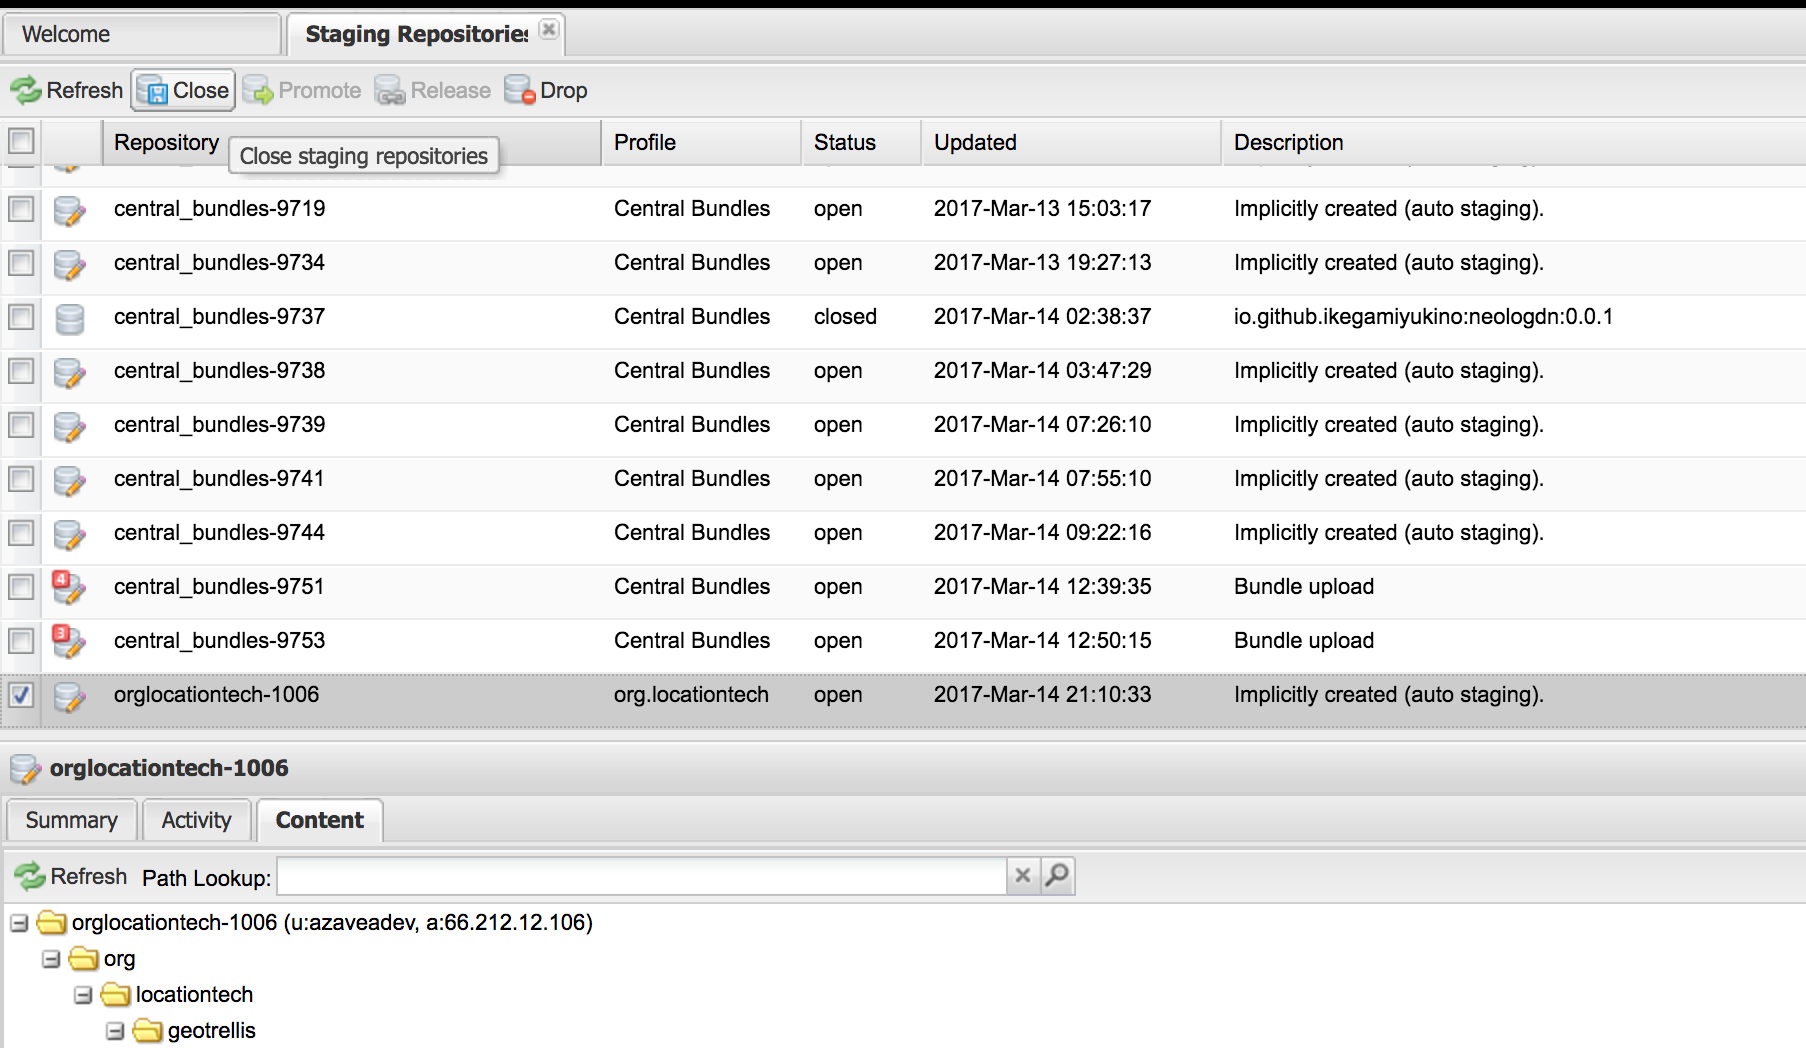 Welcome Staging Repositories
Refresh Close Promote Release Drop
Repository Profile Status Updated Description
Close staging repositories
central_bundles-9719 Central Bundles open 2017-Mar-13 15:03:17 Implicitly created (auto staging).
central_bundles-9734 Central Bundles open 2017-Mar-13 19:27:13 Implicitly created (auto staging).
central_bundles-9737 Central Bundles closed 2017-Mar-14 02:38:37 io.github.ikegamiyukino:neologdn:0.0.1
central_bundles-9738 Central Bundles open 2017-Mar-14 03:47:29 Implicitly created (auto staging).
central_bundles-9739 Central Bundles open 2017-Mar-14 07:26:10 Implicitly created (auto staging).
central_bundles-9741 Central Bundles open 2017-Mar-14 07:55:10 Implicitly created (auto staging).
central_bundles-9744 Central Bundles open 2017-Mar-14 09:22:16 Implicitly created (auto staging).
4 central_bundles-9751 Central Bundles open 2017-Mar-14 12:39:35 Bundle upload
3 central_bundles-9753 Central Bundles open 2017-Mar-14 12:50:15 Bundle upload
orglocationtech-1006 org.locationtech open 2017-Mar-14 21:10:33 Implicitly created (auto staging).
orglocationtech-1006
Summary Activity Content
Refresh Path Lookup:
orglocationtech-1006 (u:azaveadev, a:66.212.12.106)
org
locationtech
geotrellis